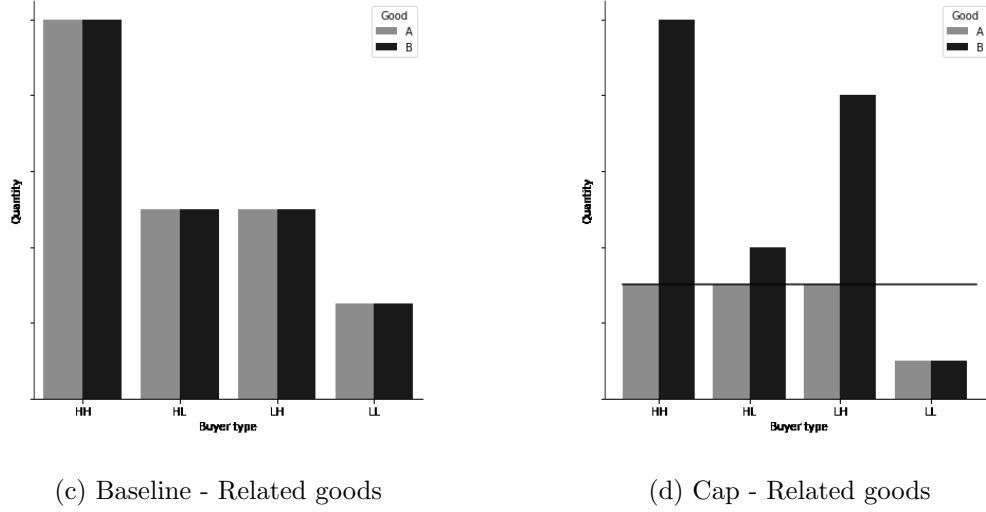 Good
A
B
Quantity
HH
HL
LH
LL
Buyer type
(c) Baseline - Related goods
Good
A
B
Quantity
HH
HL
LH
LL
Buyer type
(d) Cap - Related goods